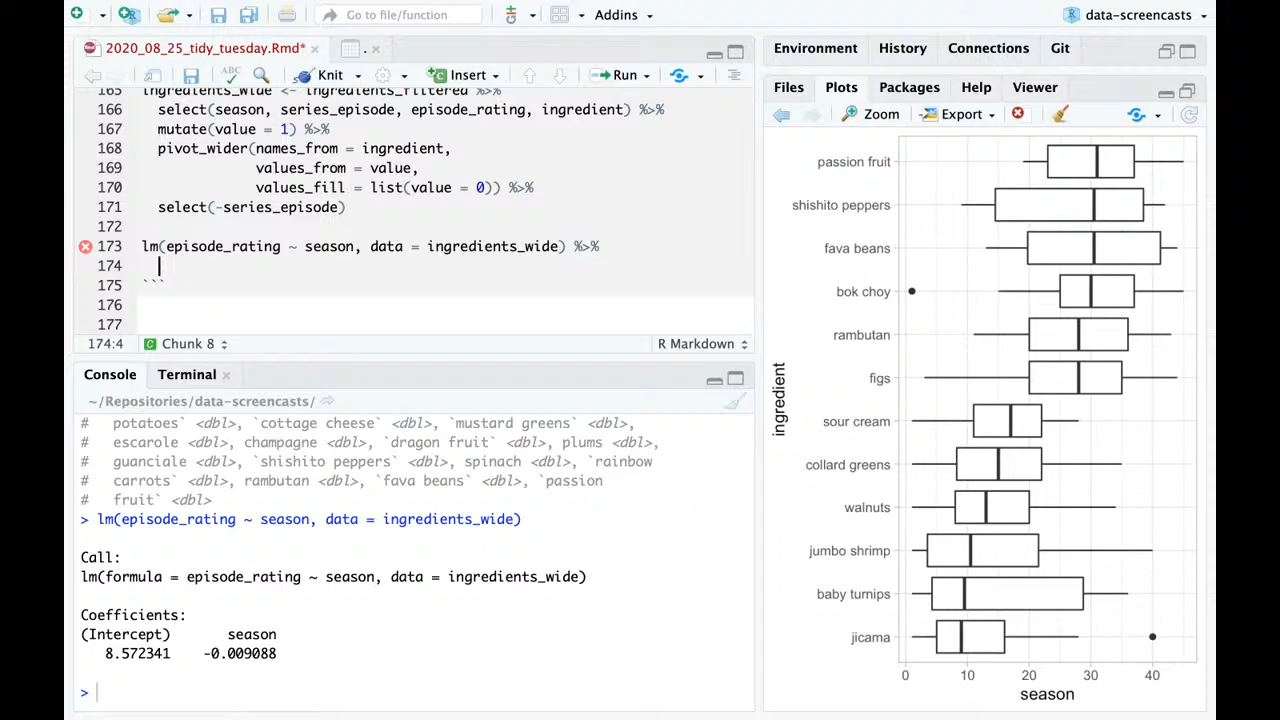 Go to file/function
Addins
data-screencasts
2020_08_25_tidy_tuesday.Rmd*
.
Knit
Insert
Run
165 ingredients_wide <- ingredients_filtered %>%
166 select(season, series_episode, episode_rating, ingredient) %>%
167 mutate(value = 1) %>%
168 pivot_wider(names_from = ingredient,
169 values_from = value,
170 values_fill = list(value = 0)) %>%
171 select(-series_episode)
172
173 lm(episode_rating ~ season, data = ingredients_wide) %>%
174
175 ```
176
177
174:4 Chunk 8 R Markdown
Console Terminal
~/Repositories/data-screencasts/
# potatoes` <dbl>, `cottage cheese` <dbl>, `mustard greens` <dbl>,
# escarole <dbl>, champagne <dbl>, `dragon fruit` <dbl>, plums <dbl>,
# guanciale <dbl>, `shishito peppers` <dbl>, spinach <dbl>, `rainbow
# carrots` <dbl>, rambutan <dbl>, `fava beans` <dbl>, `passion
# fruit` <dbl>
> lm(episode_rating ~ season, data = ingredients_wide)
Call:
lm(formula = episode_rating ~ season, data = ingredients_wide)
Coefficients:
(Intercept) season
8.572341 -0.009088
>
Environment History Connections Git
Files Plots Packages Help Viewer
Zoom Export
passion fruit
shishito peppers
fava beans
bok choy
rambutan
figs
sour cream
collard greens
walnuts
jumbo shrimp
baby turnips
jicama
ingredient
0 10 20 30 40
season